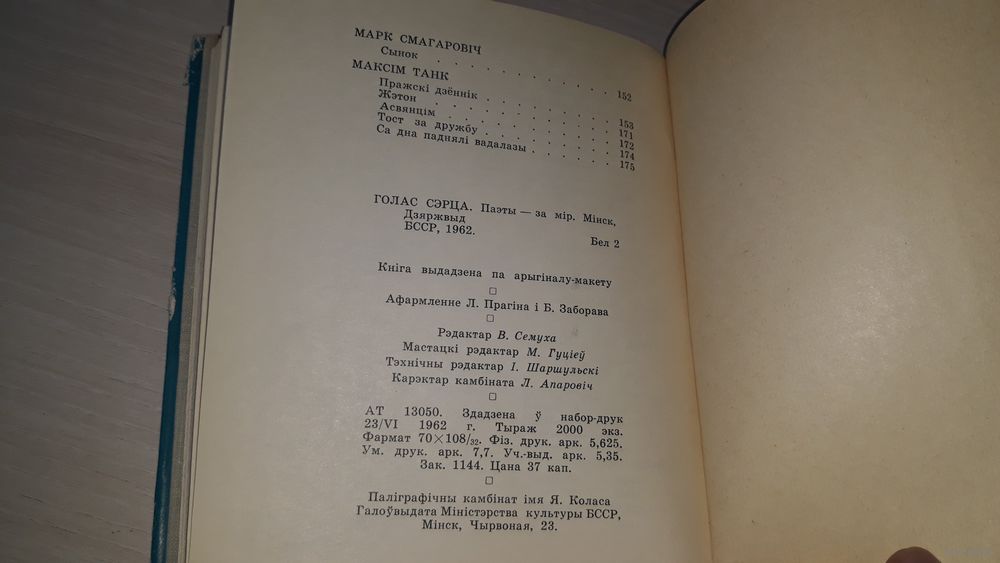 МАРК СМАГАРОВІЧ
Сынок . . . . . . . . . . 152
МАКСІМ ТАНК
Пражскі дзённік . . . . . . . . 153
Жэтон . . . . . . . . . . 171
Асвянцім . . . . . . . . . 172
Тост за дружбу . . . . . . . . 174
Са дна паднялі вадалазы . . . . . . 175
ГОЛАС СЭРЦА. Паэты — за мір. Мінск,
Дзяржвыд
БССР, 1962.
Бел 2
Кніга выдадзена па арыгіналу-макету
Афармленне Л. Прагіна і Б. Заборава
Рэдактар В. Семуха
Мастацкі рэдактар М. Гуціеў
Тэхнічны рэдактар І. Шаршульскі
Карэктар камбіната Л. Апаровіч
АТ 13050. Здадзена ў набор-друк
23/VI 1962 г. Тыраж 2000 экз.
Фармат 70×108/32. Фіз. друк. арк. 5,625.
Ум. друк. арк. 7,7. Уч.-выд. арк. 5,35.
Зак. 1144. Цана 37 кап.
Паліграфічны камбінат імя Я. Коласа
Галоўвыдата Міністэрства культуры БССР,
Мінск, Чырвоная, 23.